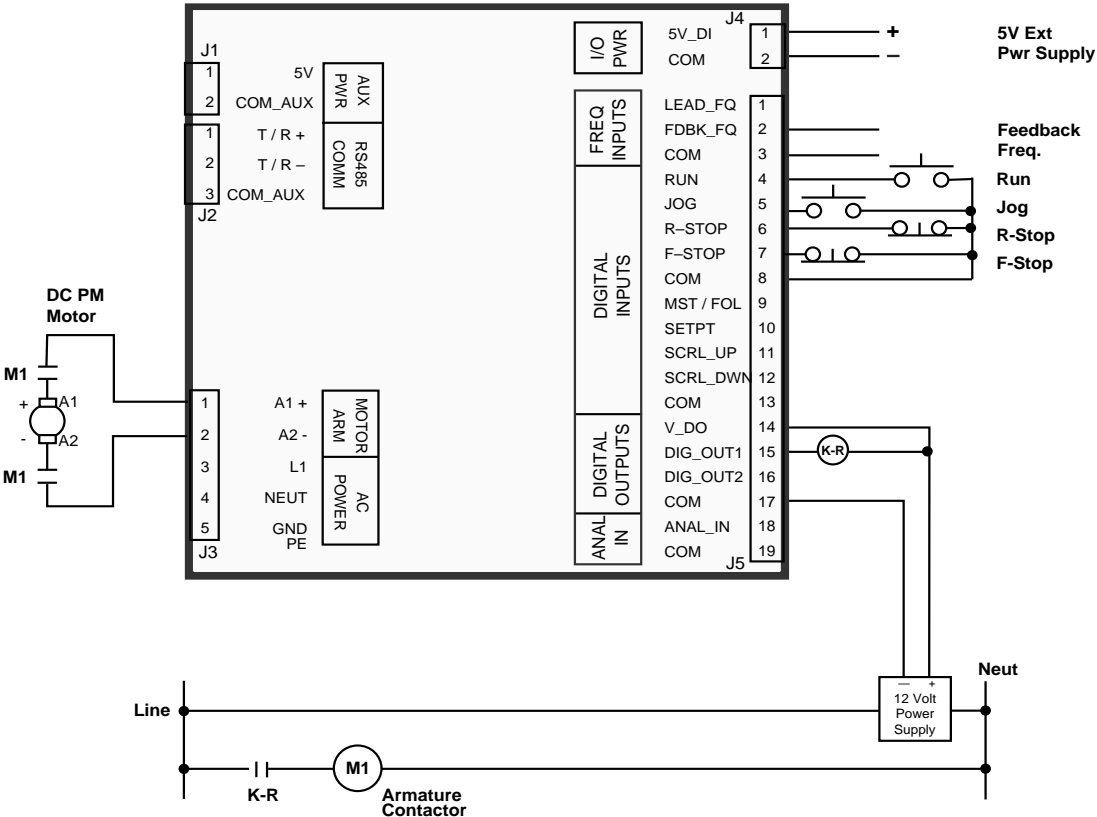 J1
1 5V
2 COM_AUX
AUX
PWR
1 T / R +
2 T / R –
3 COM_AUX
RS485
COMM
J2
DC PM
Motor
M1
+ A1
- A2
M1
1 A1 +
2 A2 -
MOTOR
ARM
3 L1
4 NEUT
5 GND
PE
AC
POWER
J3
J4
I/O
PWR
5V_DI 1 +
COM 2 –
5V Ext
Pwr Supply
FREQ
INPUTS
LEAD_FQ 1
FDBK_FQ 2
COM 3
Feedback
Freq.
DIGITAL
INPUTS
RUN 4 Run
JOG 5 Jog
R–STOP 6 R-Stop
F–STOP 7 F-Stop
COM 8
MST / FOL 9
SETPT 10
SCRL_UP 11
SCRL_DWN 12
COM 13
DIGITAL
OUTPUTS
V_DO 14
DIG_OUT1 15 K-R
DIG_OUT2 16
COM 17
ANAL
IN
ANAL_IN 18
COM 19
J5
Neut
— +
12 Volt
Power
Supply
Line
M1
K-R
Armature
Contactor